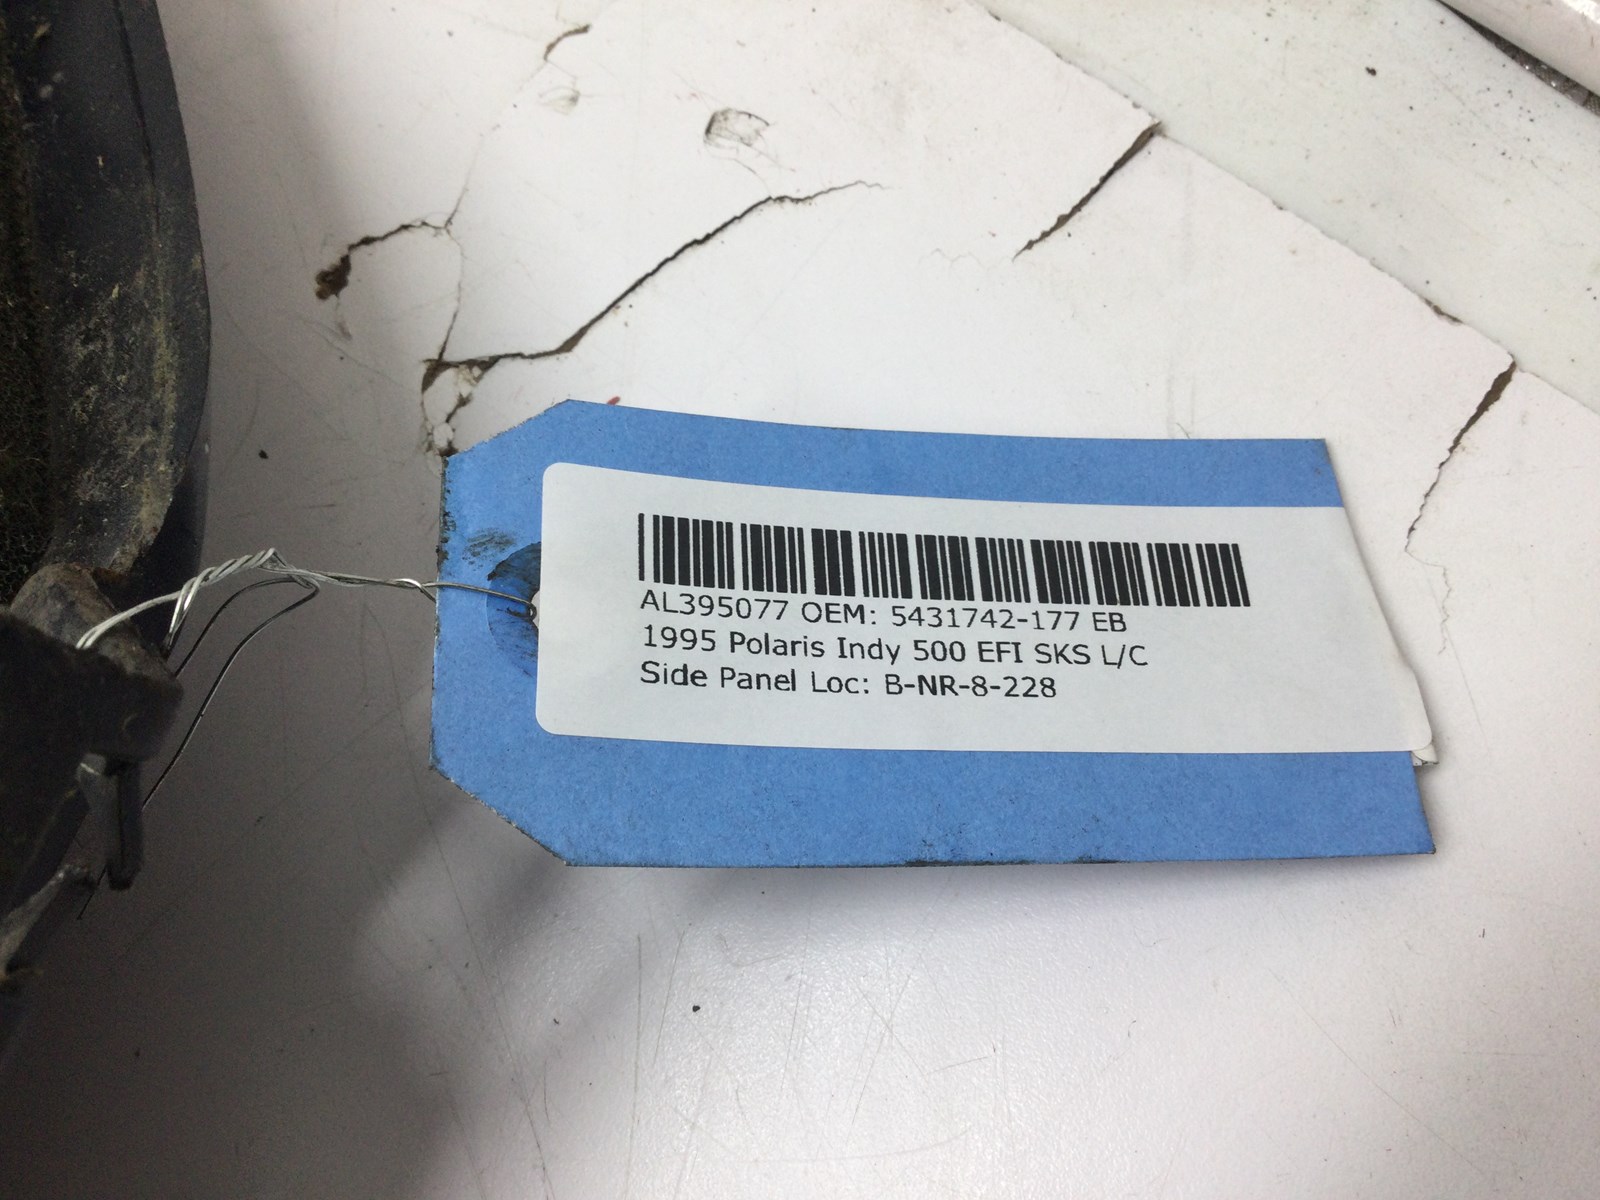 AL395077 OEM: 5431742-177 EB
1995 Polaris Indy 500 EFI SKS L/C
Side Panel Loc: B-NR-8-228